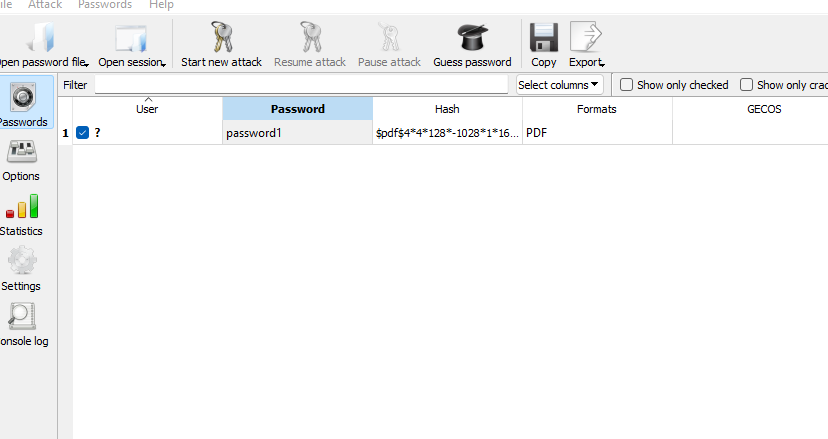 ile Attack Passwords Help
Open password file Open session Start new attack Resume attack Pause attack Guess password Copy Export
Filter Select columns Show only checked Show only crac
Passwords
User Password Hash Formats GECOS
1 ? password1 $pdf$4*4*128*-1028*1*16... PDF
Options
Statistics
Settings
onsole log